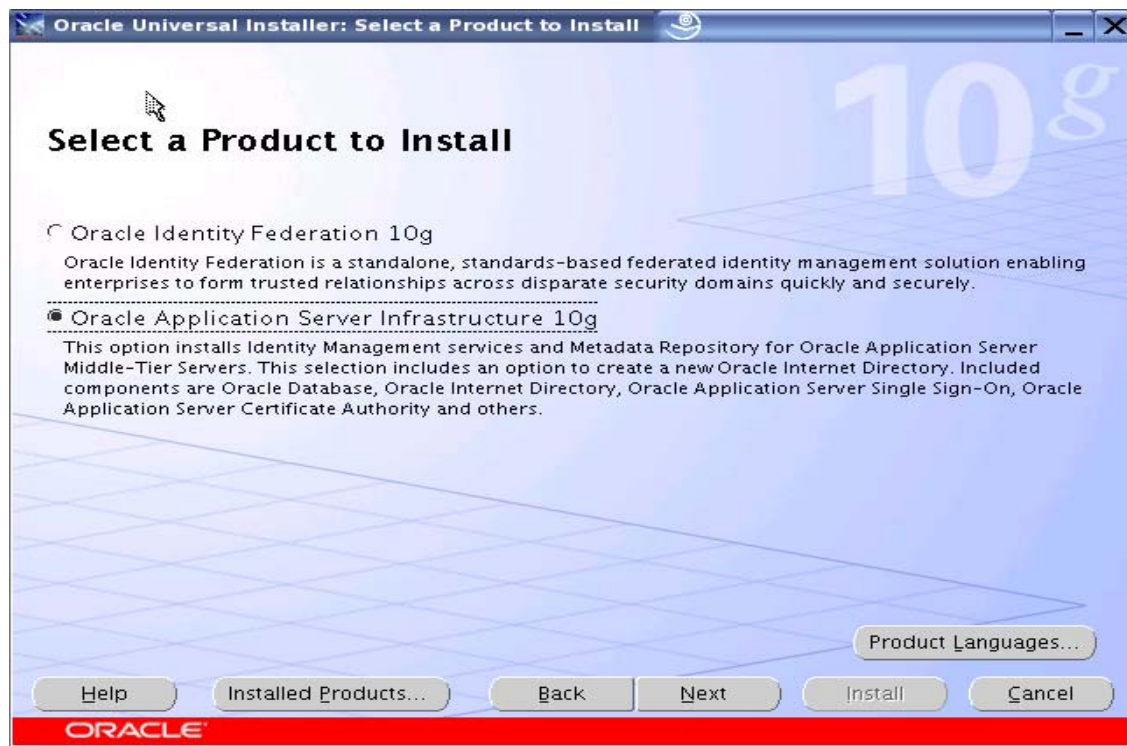 Oracle Universal Installer: Select a Product to Install
10g
Select a Product to Install
Oracle Identity Federation 10g
Oracle Identity Federation is a standalone, standards-based federated identity management solution enabling
enterprises to form trusted relationships across disparate security domains quickly and securely.
Oracle Application Server Infrastructure 10g
This option installs Identity Management services and Metadata Repository for Oracle Application Server
Middle-Tier Servers. This selection includes an option to create a new Oracle Internet Directory. Included
components are Oracle Database, Oracle Internet Directory, Oracle Application Server Single Sign-On, Oracle
Application Server Certificate Authority and others.
Product Languages...
Help Installed Products... Back Next Install Cancel
ORACLE